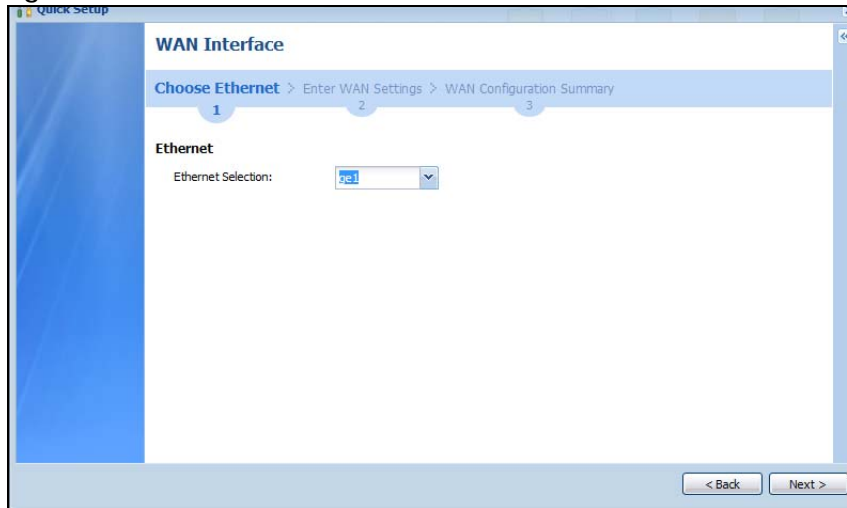 Quick Setup
WAN Interface
Choose Ethernet > Enter WAN Settings > WAN Configuration Summary
1 2 3
Ethernet
Ethernet Selection: ge1
< Back Next >